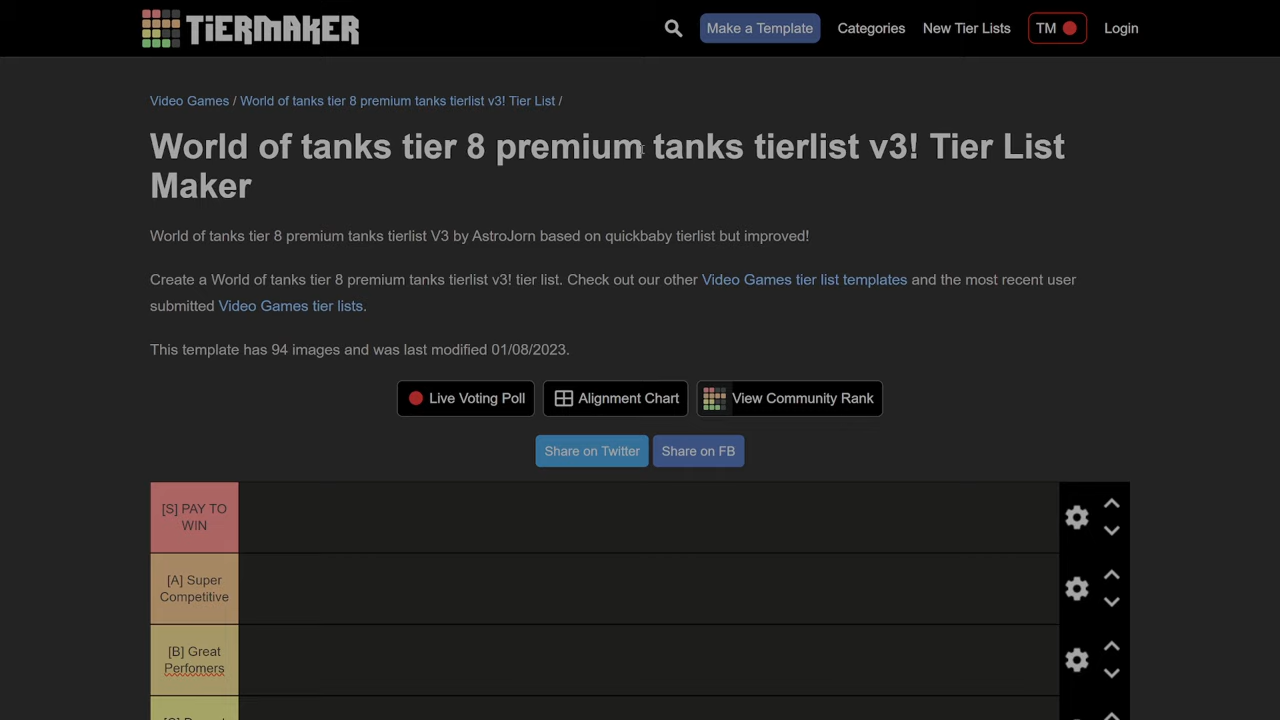 TiERMAKER
Make a Template
Categories
New Tier Lists
TM
Login
Video Games / World of tanks tier 8 premium tanks tierlist v3! Tier List /
World of tanks tier 8 premium tanks tierlist v3! Tier List
Maker
World of tanks tier 8 premium tanks tierlist V3 by AstroJorn based on quickbaby tierlist but improved!
Create a World of tanks tier 8 premium tanks tierlist v3! tier list. Check out our other Video Games tier list templates and the most recent user
submitted Video Games tier lists.
This template has 94 images and was last modified 01/08/2023.
Live Voting Poll
Alignment Chart
View Community Rank
Share on Twitter
Share on FB
[S] PAY TO
WIN
[A] Super
Competitive
[B] Great
Perfomers